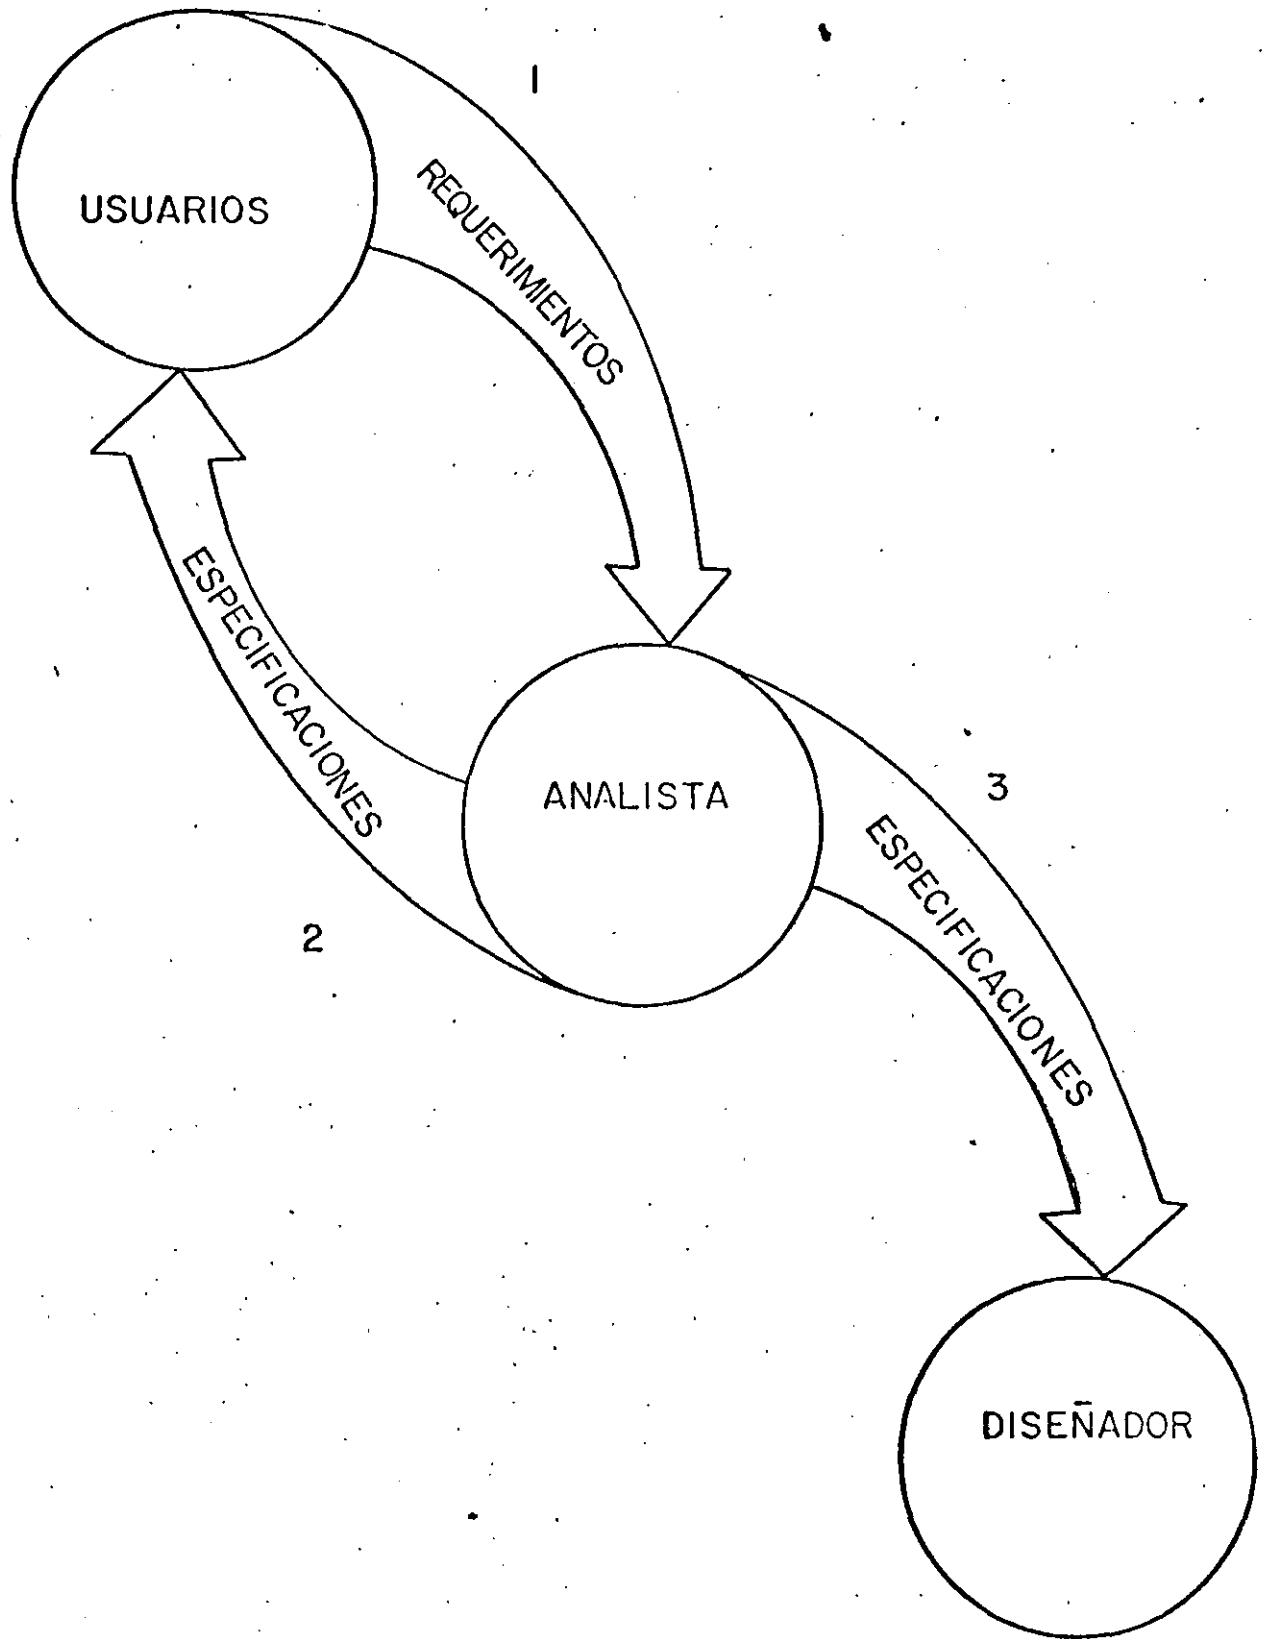 1
REQUERIMIENTOS
USUARIOS
ESPECIFICACIONES
2
ANALISTA
3
ESPECIFICACIONES
DISEÑADOR